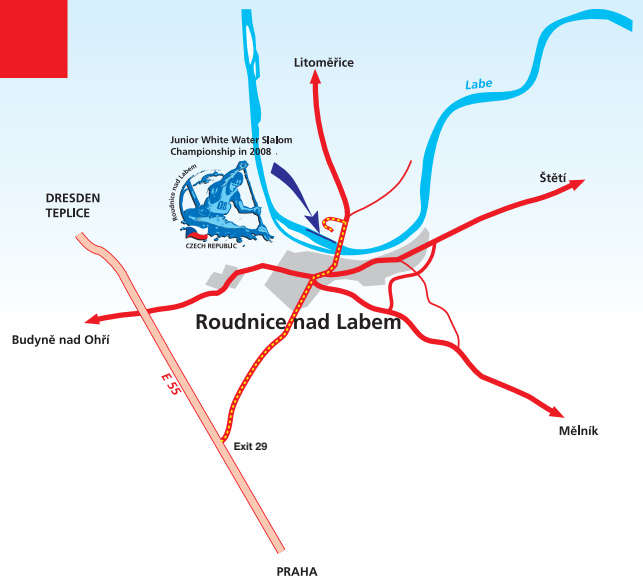 Litoměřice
Labe
Junior White Water Slalom
Championship in 2008 .
Roudnice nad Labem
08
CZECH REPUBLIC
Štětí
DRESDEN
TEPLICE
Roudnice nad Labem
Budyně nad Ohří
E 55
Exit 29
Mělník
PRAHA